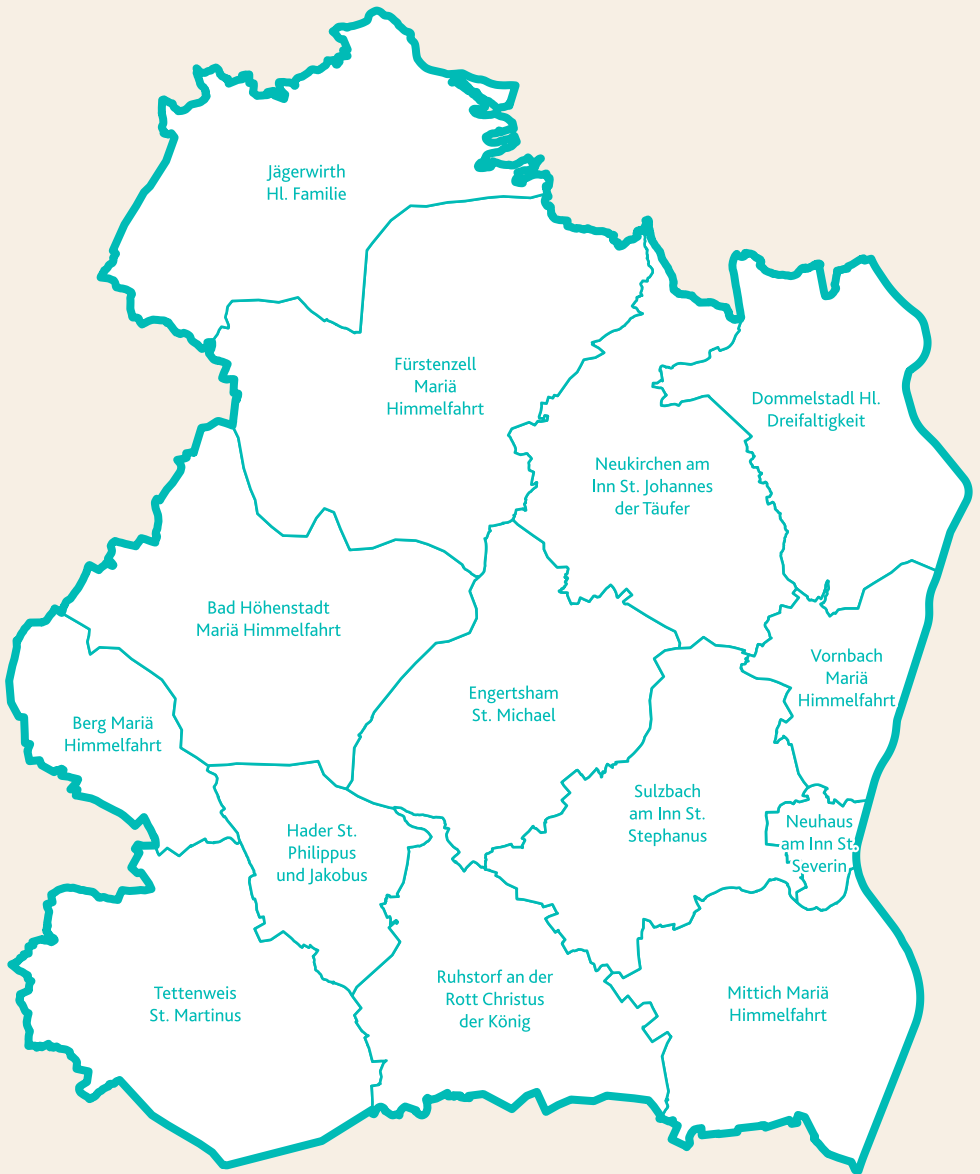 Jägerwirth
Hl. Familie
Fürstenzell
Mariä
Himmelfahrt
Dommelstadl Hl.
Dreifaltigkeit
Neukirchen am
Inn St. Johannes
der Täufer
Bad Höhenstadt
Mariä Himmelfahrt
Vornbach
Mariä
Himmelfahrt
Engertsham
St. Michael
Berg Mariä
Himmelfahrt
Sulzbach
am Inn St.
Stephanus
Neuhaus
am Inn St.
Severin
Hader St.
Philippus
und Jakobus
Ruhstorf an der
Rott Christus
der König
Tettenweis
St. Martinus
Mittich Mariä
Himmelfahrt